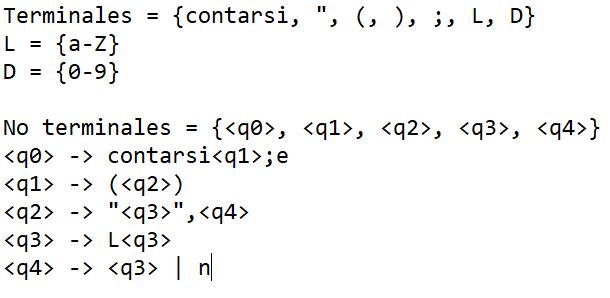 Terminales = {contarsi, ", (, ), ;, L, D}
L = {a-Z}
D = {0-9}
No terminales = {<q0>, <q1>, <q2>, <q3>, <q4>}
<q0> -> contarsi<q1>;e
<q1> -> (<q2>)
<q2> -> "<q3>",<q4>
<q3> -> L<q3>
<q4> -> <q3> | n